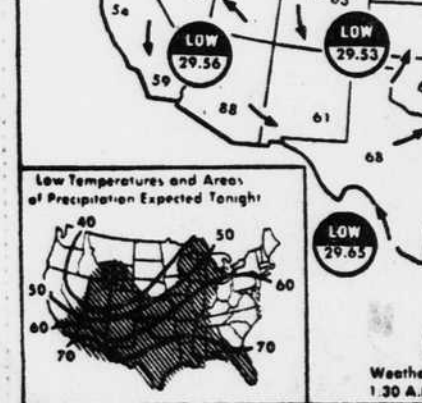 54
LOW
29.56
LOW
29.53
59
88
61
68
Low Temperatures and Areas
of Precipitation Expected Tonight
40
50
50
60
60
70
70
LOW
29.65
1.30 A.